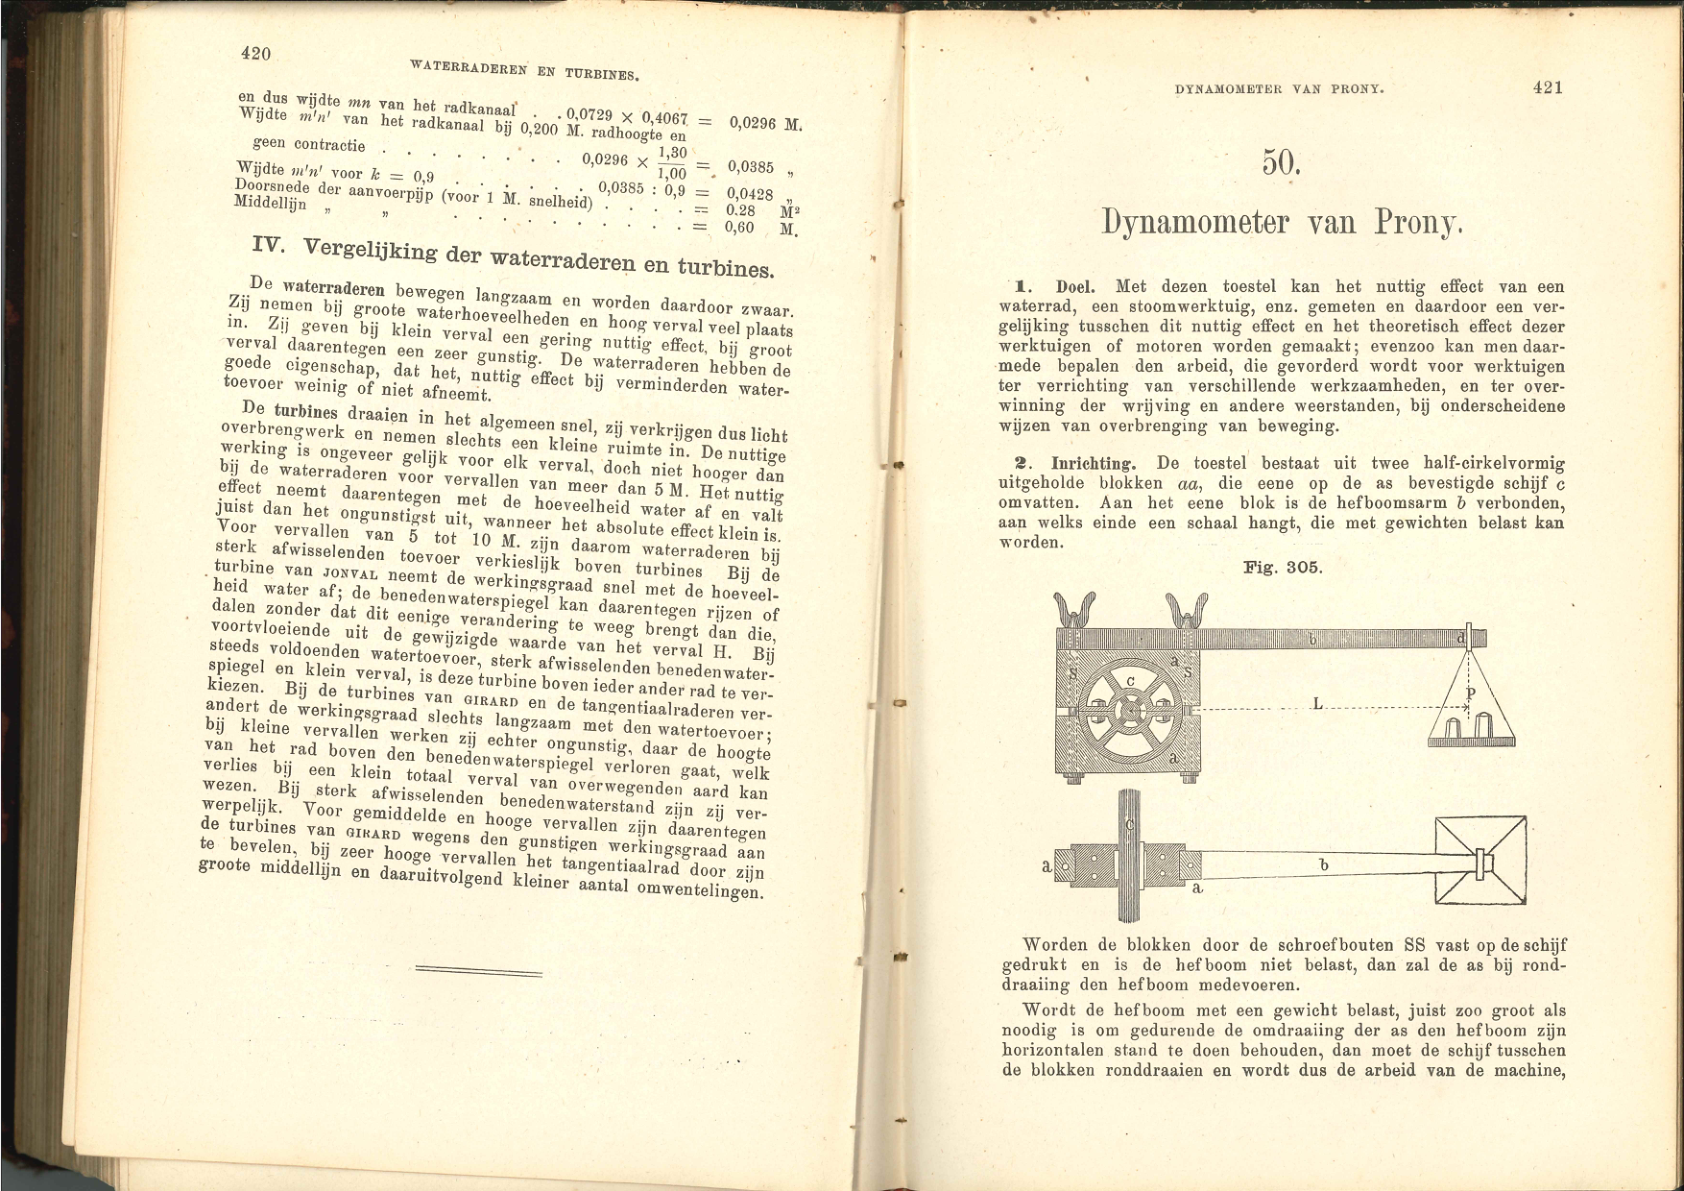 420
WATERRADEREN EN TURBINES.
en dus wijdte mn van het radkanaal . . 0,0729 × 0,4067 = 0,0296 M.
Wijdte m'n' van het radkanaal bij 0,200 M. radhoogte en
geen contractie . . . . . . . . 0,0296 × 1,30/1,00 = 0,0385 „
Wijdte m'n' voor k = 0,9 . . . . . . 0,0385 : 0,9 = 0,0428 „
Doorsnede der aanvoerpijp (voor 1 M. snelheid) . . . . = 0.28 M²
Middellijn „ „ . . . . . . . . . . = 0,60 M.
IV. Vergelijking der waterraderen en turbines.
De waterraderen bewegen langzaam en worden daardoor zwaar.
Zij nemen bij groote waterhoeveelheden en hoog verval veel plaats
in. Zij geven bij klein verval een gering nuttig effect, bij groot
verval daarentegen een zeer gunstig. De waterraderen hebben de
goede eigenschap, dat het, nuttig effect bij verminderden water-
toevoer weinig of niet afneemt.
De turbines draaien in het algemeen snel, zij verkrijgen dus licht
overbrengwerk en nemen slechts een kleine ruimte in. De nuttige
werking is ongeveer gelijk voor elk verval, doch niet hooger dan
bij de waterraderen voor vervallen van meer dan 5 M. Het nuttig
effect neemt daarentegen met de hoeveelheid water af en valt
juist dan het ongunstigst uit, wanneer het absolute effect klein is.
Voor vervallen van 5 tot 10 M. zijn daarom waterraderen bij
sterk afwisselenden toevoer verkieslijk boven turbines Bij de
turbine van JONVAL neemt de werkingsgraad snel met de hoeveel-
heid water af; de benedenwaterspiegel kan daarentegen rijzen of
dalen zonder dat dit eenige verandering te weeg brengt dan die,
voortvloeiende uit de gewijzigde waarde van het verval H. Bij
steeds voldoenden watertoevoer, sterk afwisselenden benedenwater-
spiegel en klein verval, is deze turbine boven ieder ander rad te ver-
kiezen. Bij de turbines van GIRARD en de tangentiaalraderen ver-
andert de werkingsgraad slechts langzaam met den watertoevoer;
bij kleine vervallen werken zij echter ongunstig, daar de hoogte
van het rad boven den benedenwaterspiegel verloren gaat, welk
verlies bij een klein totaal verval van overwegenden aard kan
wezen. Bij sterk afwisselenden benedenwaterstand zijn zij ver-
werpelijk. Voor gemiddelde en hooge vervallen zijn daarentegen
de turbines van GIRARD wegens den gunstigen werkingsgraad aan
te bevelen, bij zeer hooge vervallen het tangentiaalrad door zijn
groote middellijn en daaruitvolgend kleiner aantal omwentelingen.
DYNAMOMETER VAN PRONY.
421
50.
Dynamometer van Prony.
1. Doel. Met dezen toestel kan het nuttig effect van een
waterrad, een stoomwerktuig, enz. gemeten en daardoor een ver-
gelijking tusschen dit nuttig effect en het theoretisch effect dezer
werktuigen of motoren worden gemaakt; evenzoo kan men daar-
mede bepalen den arbeid, die gevorderd wordt voor werktuigen
ter verrichting van verschillende werkzaamheden, en ter over-
winning der wrijving en andere weerstanden, bij onderscheidene
wijzen van overbrenging van beweging.
2. Inrichting. De toestel bestaat uit twee half-cirkelvormig
uitgeholde blokken aa, die eene op de as bevestigde schijf c
omvatten. Aan het eene blok is de hefboomsarm b verbonden,
aan welks einde een schaal hangt, die met gewichten belast kan
worden.
Fig. 305.
b
d
a
S
S
c
P
L
a
C
a
b
a
Worden de blokken door de schroefbouten SS vast op de schijf
gedrukt en is de hefboom niet belast, dan zal de as bij rond-
draaiing den hefboom medevoeren.
Wordt de hefboom met een gewicht belast, juist zoo groot als
noodig is om gedurende de omdraaiing der as den hefboom zijn
horizontalen stand te doen behouden, dan moet de schijf tusschen
de blokken ronddraaien en wordt dus de arbeid van de machine,